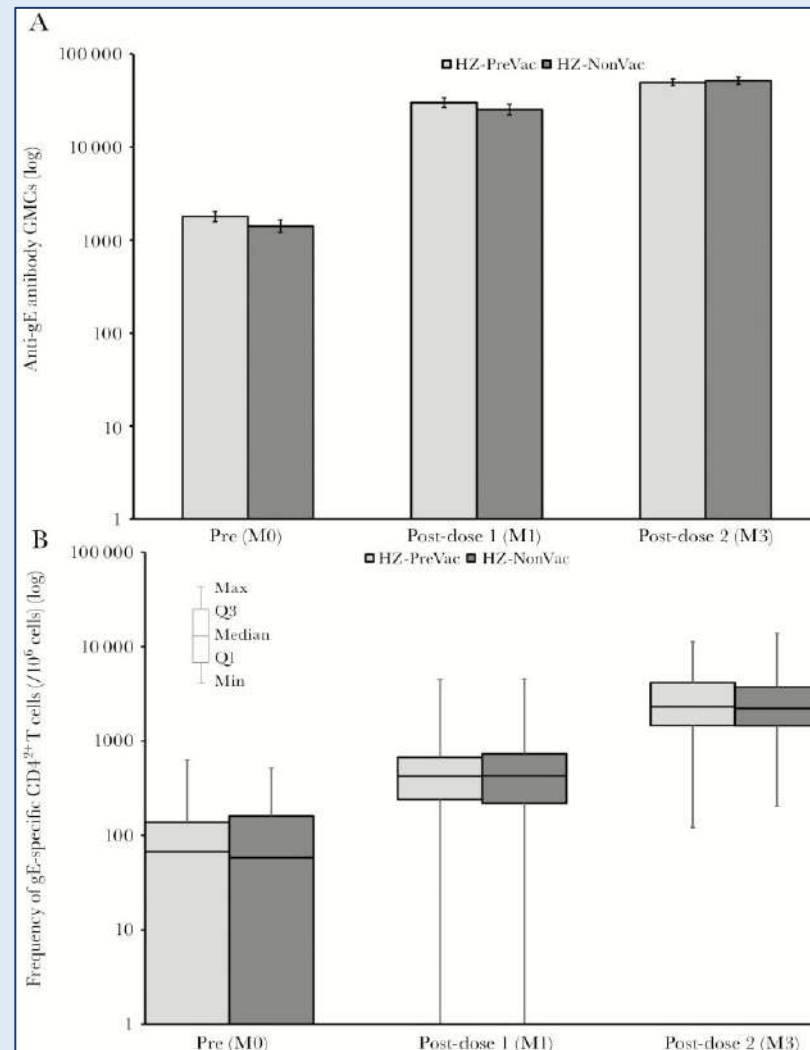 A
100 000
HZ-PreVac HZ-NonVac
10 000
1000
100
10
1
Anti-gE antibody GMCs (log)
Pre (M0) Post-dose 1 (M1) Post-dose 2 (M3)
B
100 000
HZ-PreVac HZ-NonVac
Max
Q3
Median
Q1
Min
10 000
1000
100
10
1
Frequency of gE-specific CD4²⁺ T cells (/10⁶ cells) (log)
Pre (M0) Post-dose 1 (M1) Post-dose 2 (M3)